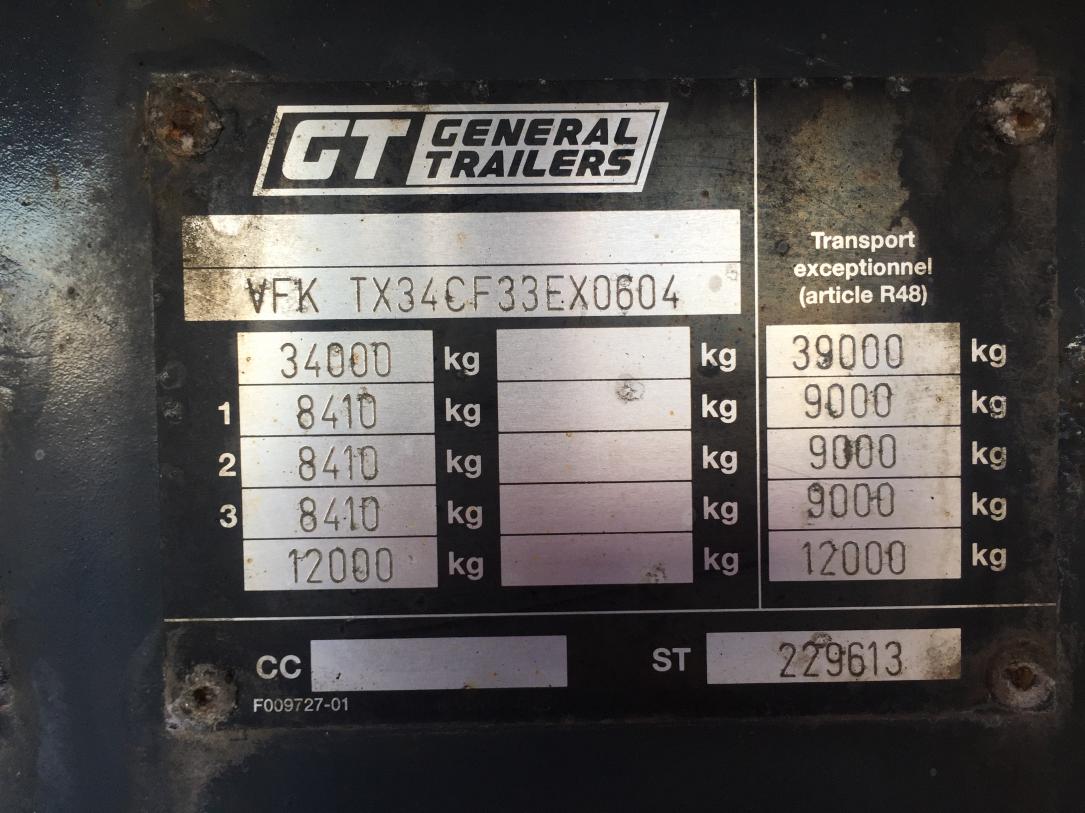 GT GENERAL TRAILERS
VFK TX34CF33EX0604
Transport
exceptionnel
(article R48)
34000 kg kg 39000 kg
1 8410 kg kg 9000 kg
2 8410 kg kg 9000 kg
3 8410 kg kg 9000 kg
12000 kg kg 12000 kg
CC ST 229613
F009727-01